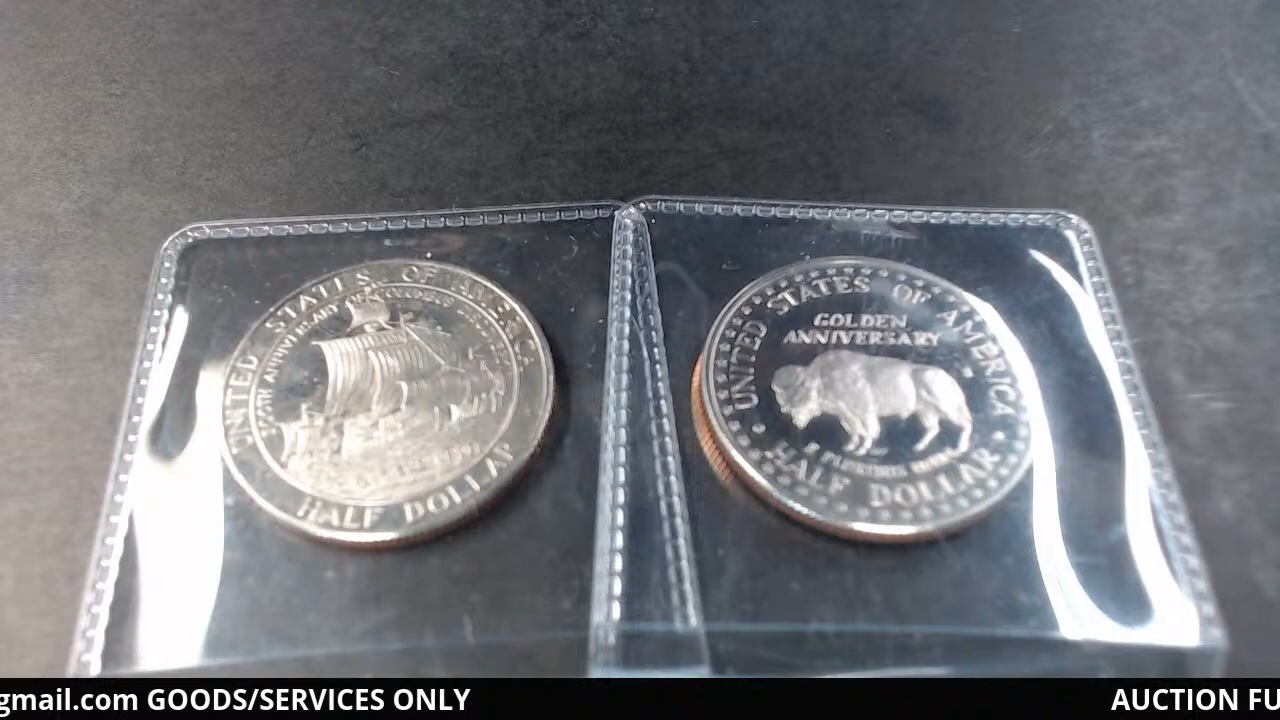 UNITED STATES OF AMERICA
ANNIVERSARY
HALF DOLLAR
UNITED STATES OF AMERICA
GOLDEN
ANNIVERSARY
HALF DOLLAR
gmail.com GOODS/SERVICES ONLY
AUCTION FU